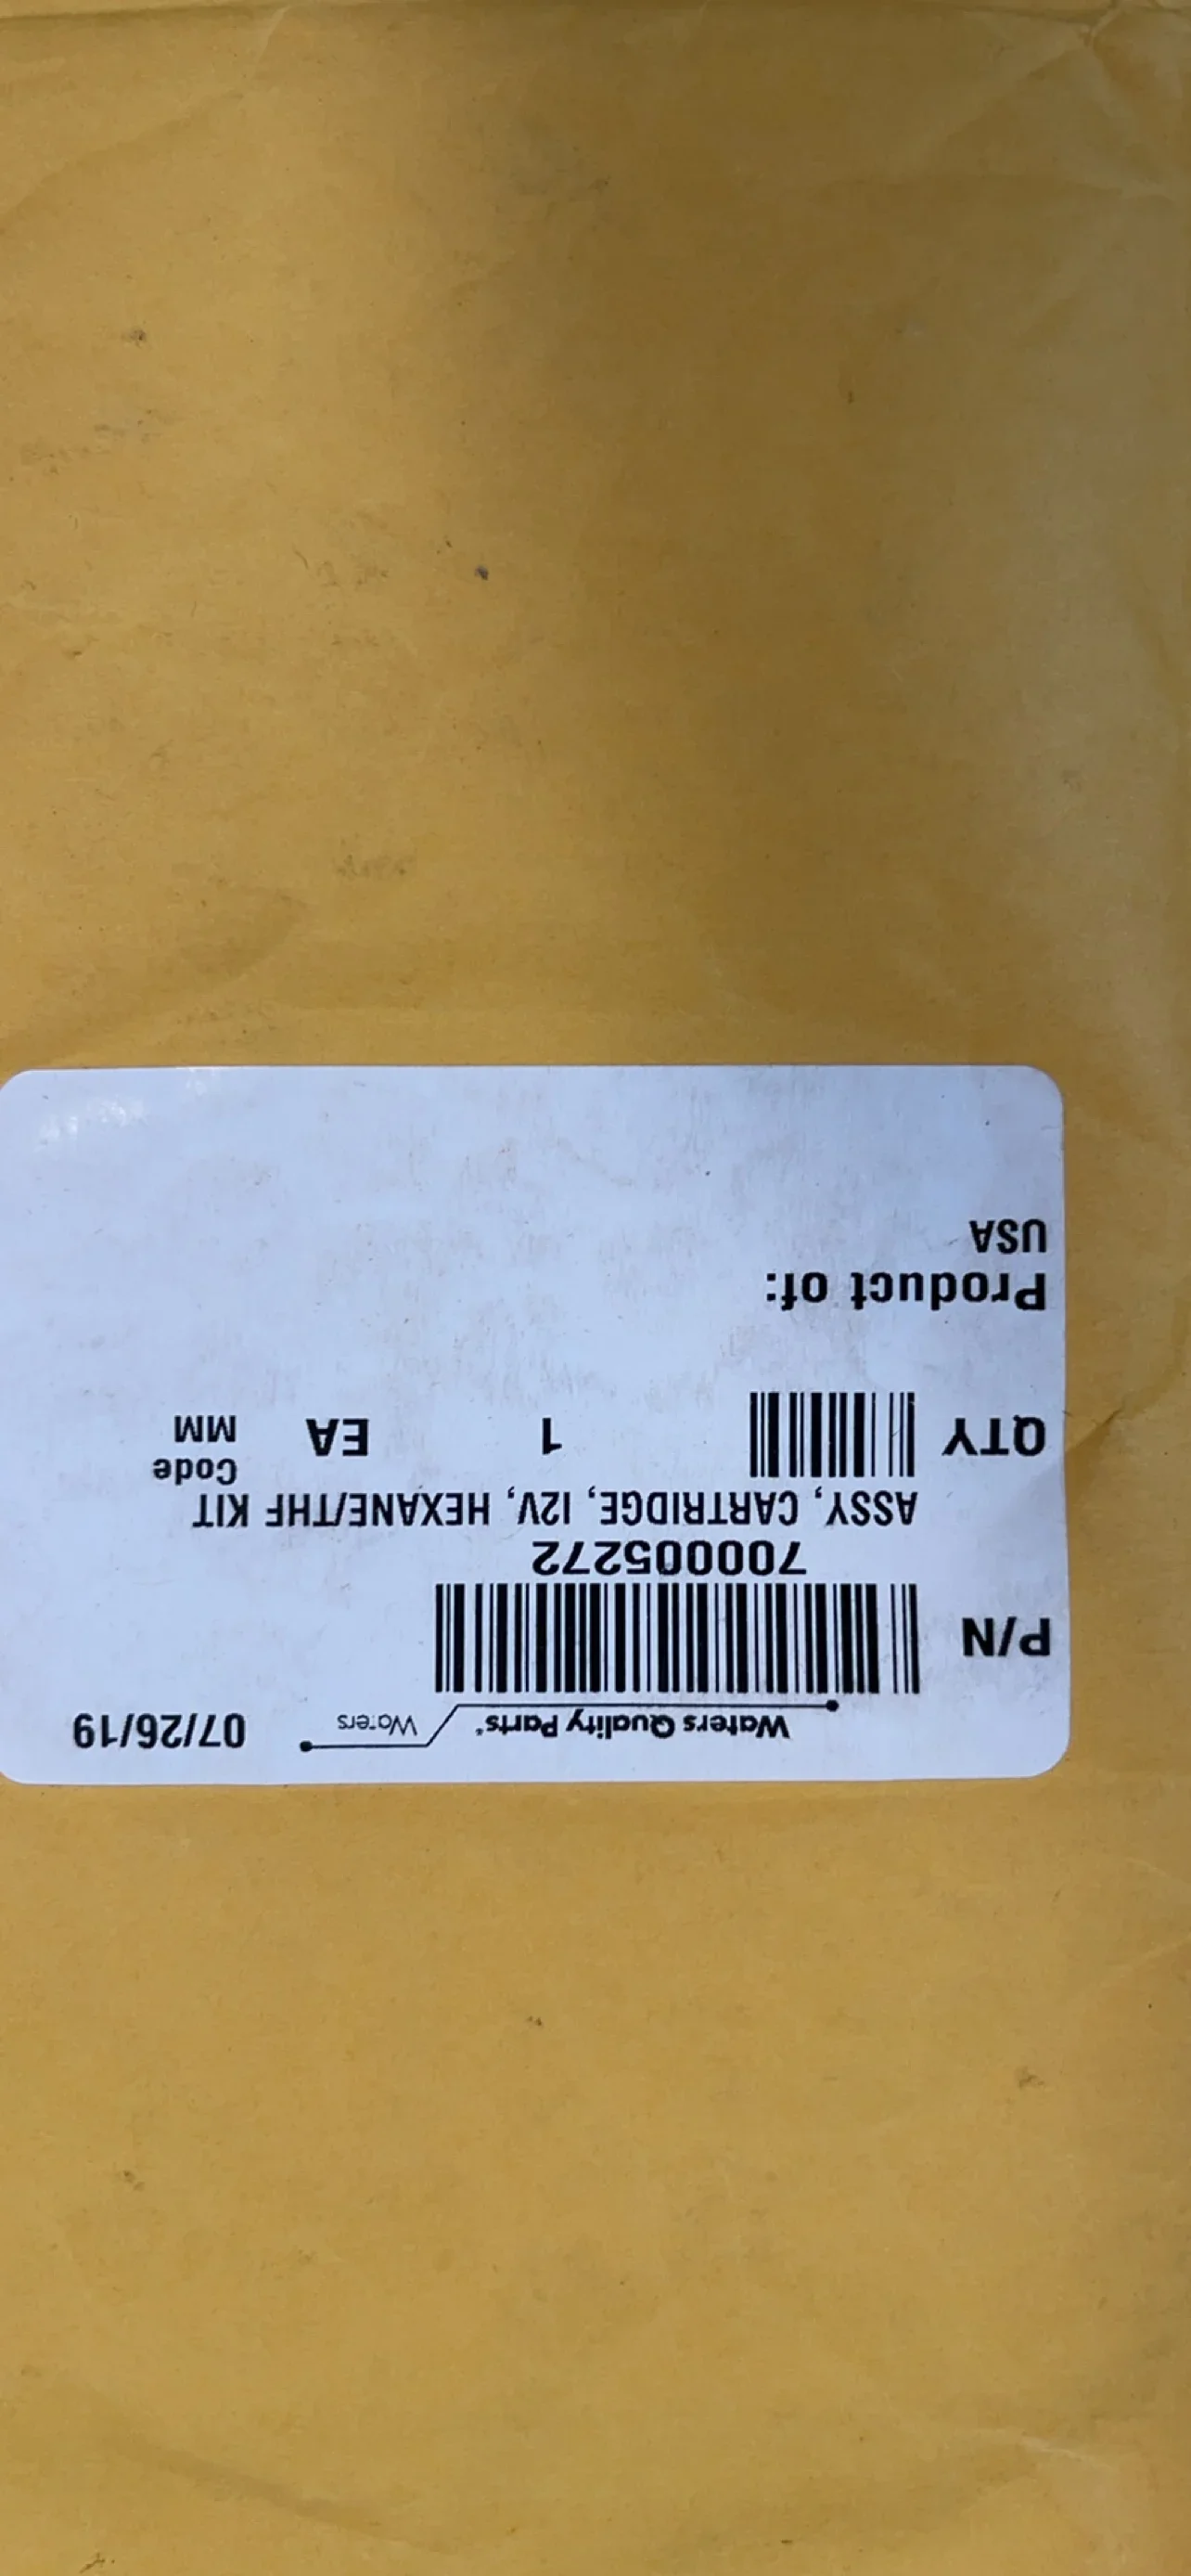 Waters Quality Parts® Waters 07/26/19
P/N
700005272
ASSY, CARTRIDGE, I2V, HEXANE/THF KIT
QTY 1 EA Code
MM
Product of:
USA